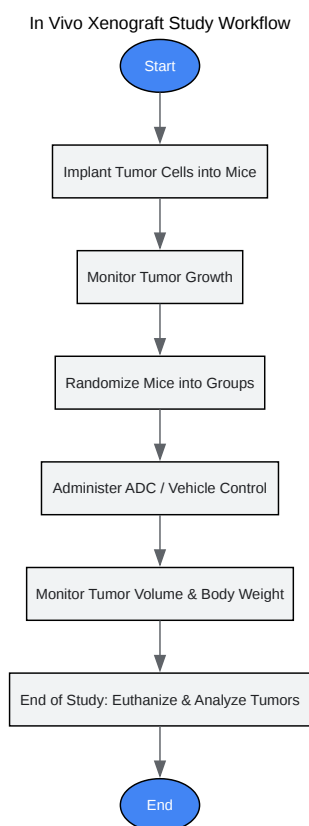 In Vivo Xenograft Study Workflow
Start
Implant Tumor Cells into Mice
Monitor Tumor Growth
Randomize Mice into Groups
Administer ADC / Vehicle Control
Monitor Tumor Volume & Body Weight
End of Study: Euthanize & Analyze Tumors
End